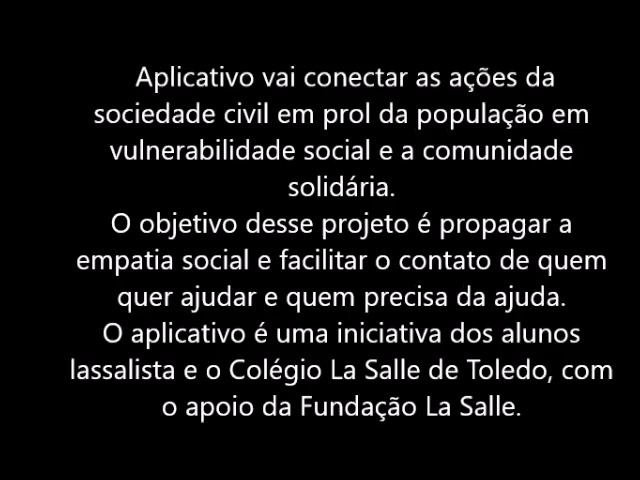 Aplicativo vai conectar as ações da
sociedade civil em prol da população em
vulnerabilidade social e a comunidade
solidária.
O objetivo desse projeto é propagar a
empatia social e facilitar o contato de quem
quer ajudar e quem precisa da ajuda.
O aplicativo é uma iniciativa dos alunos
lassalista e o Colégio La Salle de Toledo, com
o apoio da Fundação La Salle.